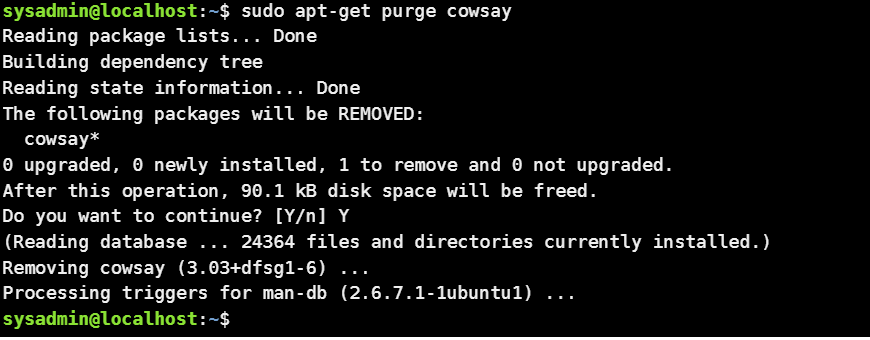 sysadmin@localhost:~$ sudo apt-get purge cowsay
Reading package lists... Done
Building dependency tree
Reading state information... Done
The following packages will be REMOVED:
  cowsay*
0 upgraded, 0 newly installed, 1 to remove and 0 not upgraded.
After this operation, 90.1 kB disk space will be freed.
Do you want to continue? [Y/n] Y
(Reading database ... 24364 files and directories currently installed.)
Removing cowsay (3.03+dfsg1-6) ...
Processing triggers for man-db (2.6.7.1-1ubuntu1) ...
sysadmin@localhost:~$